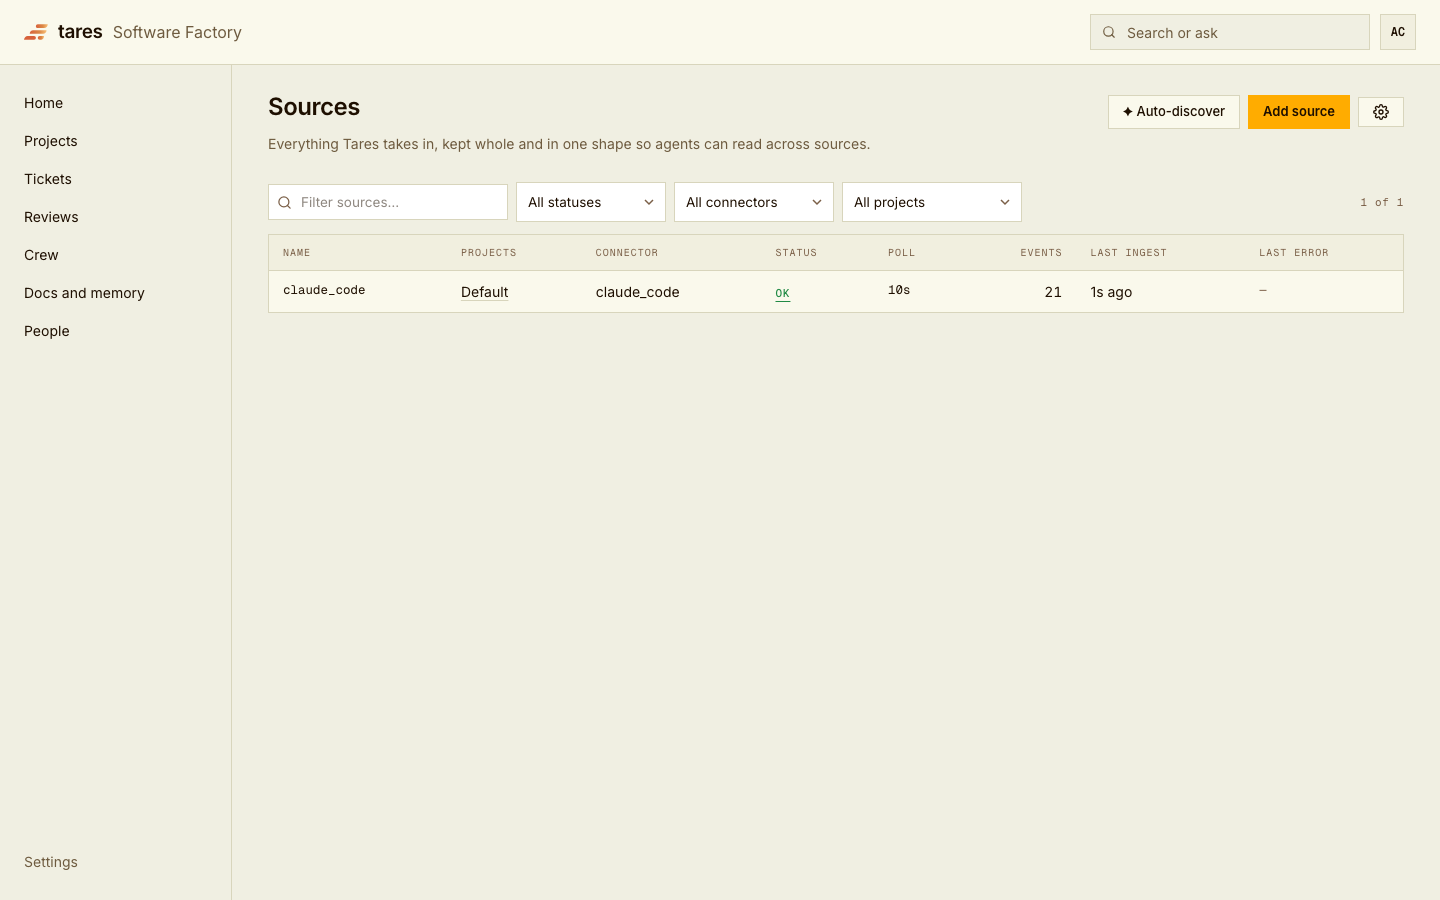 tares Software Factory
Search or ask
AC
Home
Projects
Tickets
Reviews
Crew
Docs and memory
People
Settings
Sources
✦ Auto-discover
Add source
Everything Tares takes in, kept whole and in one shape so agents can read across sources.
Filter sources...
All statuses
All connectors
All projects
1 of 1
NAME PROJECTS CONNECTOR STATUS POLL EVENTS LAST INGEST LAST ERROR
claude_code Default claude_code OK 10s 21 1s ago —